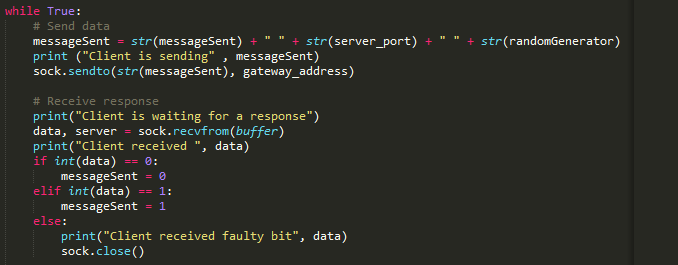 while True:
    # Send data
    messageSent = str(messageSent) + " " + str(server_port) + " " + str(randomGenerator)
    print ("Client is sending" , messageSent)
    sock.sendto(str(messageSent), gateway_address)

    # Receive response
    print("Client is waiting for a response")
    data, server = sock.recvfrom(buffer)
    print("Client received ", data)
    if int(data) == 0:
        messageSent = 0
    elif int(data) == 1:
        messageSent = 1
    else:
        print("Client received faulty bit", data)
        sock.close()